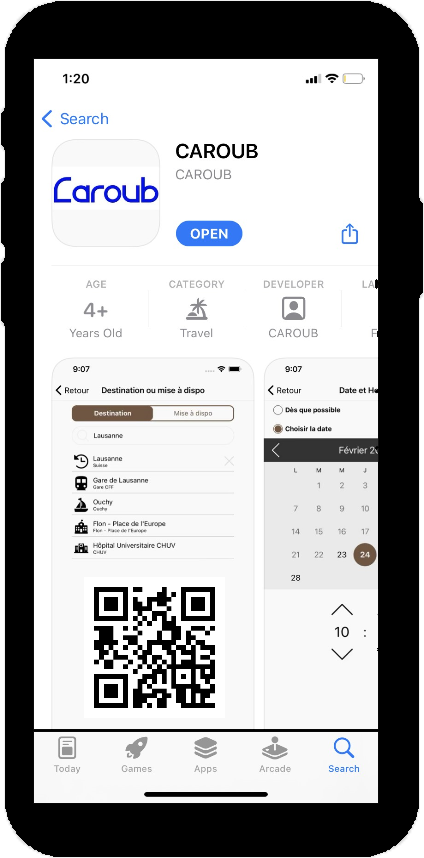 1:20
Search
Caroub
CAROUB
CAROUB
OPEN
AGE
CATEGORY
DEVELOPER
LA
4+
Years Old
Travel
CAROUB
F
9:07
Retour
Destination ou mise à dispo
Destination
Mise à dispo
Lausanne
Lausanne
Suisse
Gare de Lausanne
Gare CFF
Ouchy
Ouchy
Flon - Place de l'Europe
Flon - Place de l'Europe
Hôpital Universitaire CHUV
CHUV
9:07
Retour
Date et He
Dès que possible
Choisir la date
Février 2
L M M J
1 2 3
7 8 9 10
14 15 16 17
21 22 23 24
28
10 :
Today
Games
Apps
Arcade
Search